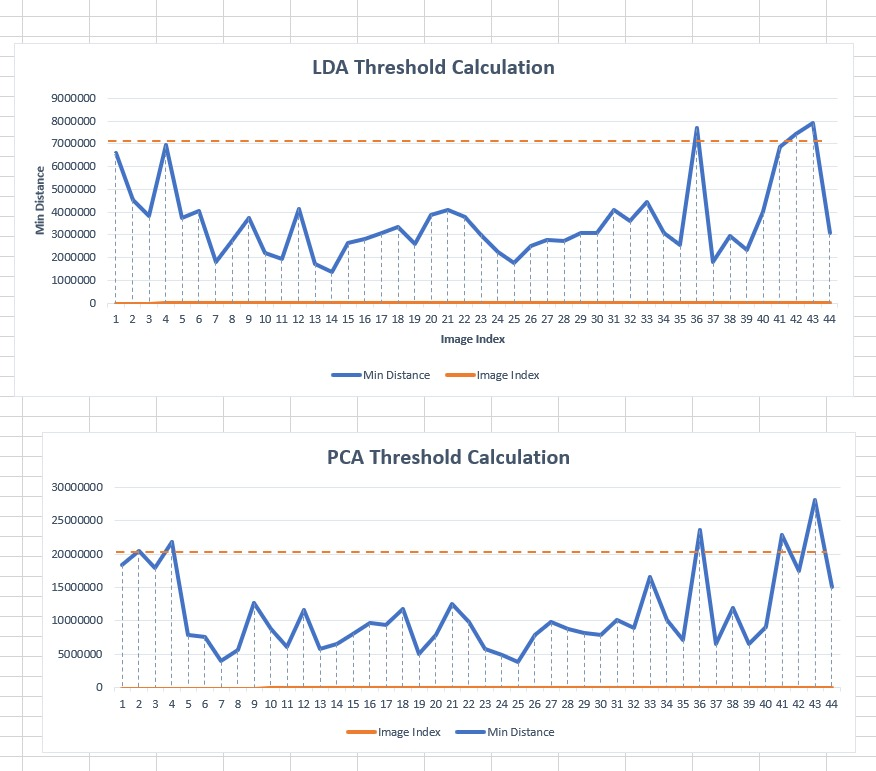 LDA Threshold Calculation
9000000
8000000
7000000
6000000
5000000
4000000
3000000
2000000
1000000
0
Min Distance
1 2 3 4 5 6 7 8 9 10 11 12 13 14 15 16 17 18 19 20 21 22 23 24 25 26 27 28 29 30 31 32 33 34 35 36 37 38 39 40 41 42 43 44
Image Index
Min Distance Image Index
PCA Threshold Calculation
30000000
25000000
20000000
15000000
10000000
5000000
0
1 2 3 4 5 6 7 8 9 10 11 12 13 14 15 16 17 18 19 20 21 22 23 24 25 26 27 28 29 30 31 32 33 34 35 36 37 38 39 40 41 42 43 44
Image Index Min Distance